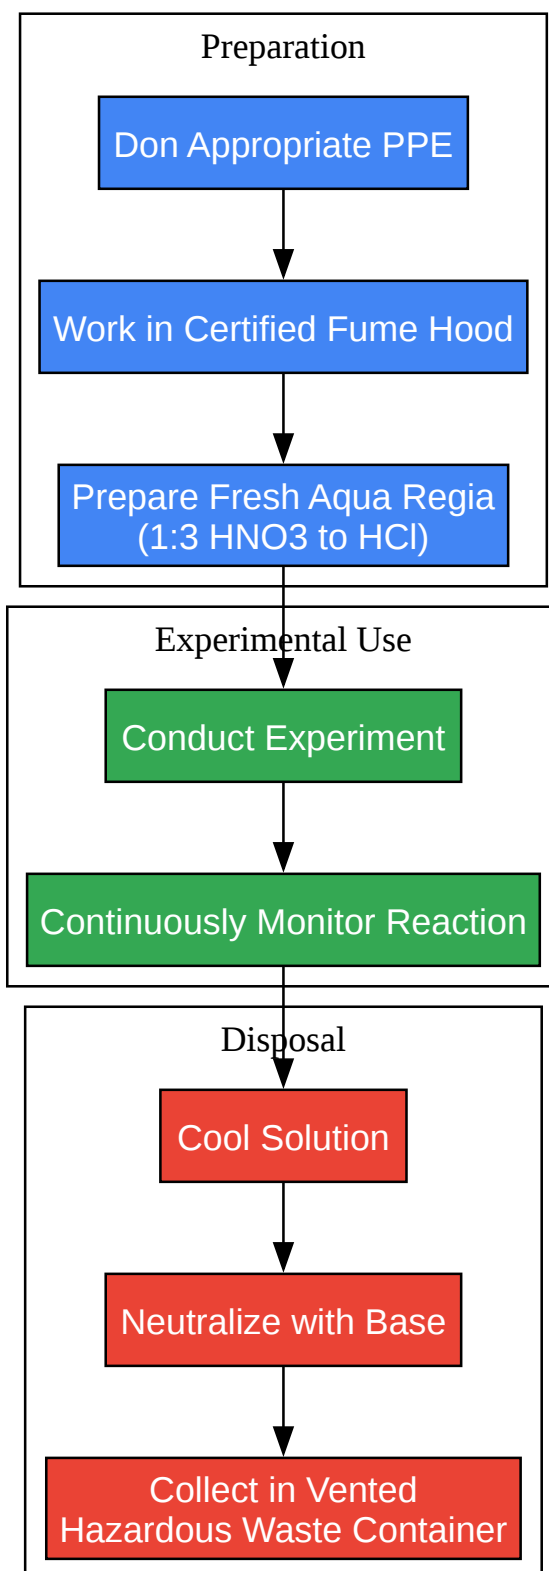 Preparation
Don Appropriate PPE
Work in Certified Fume Hood
Prepare Fresh Aqua Regia
(1:3 HNO3 to HCl)
Experimental Use
Conduct Experiment
Continuously Monitor Reaction
Disposal
Cool Solution
Neutralize with Base
Collect in Vented
Hazardous Waste Container